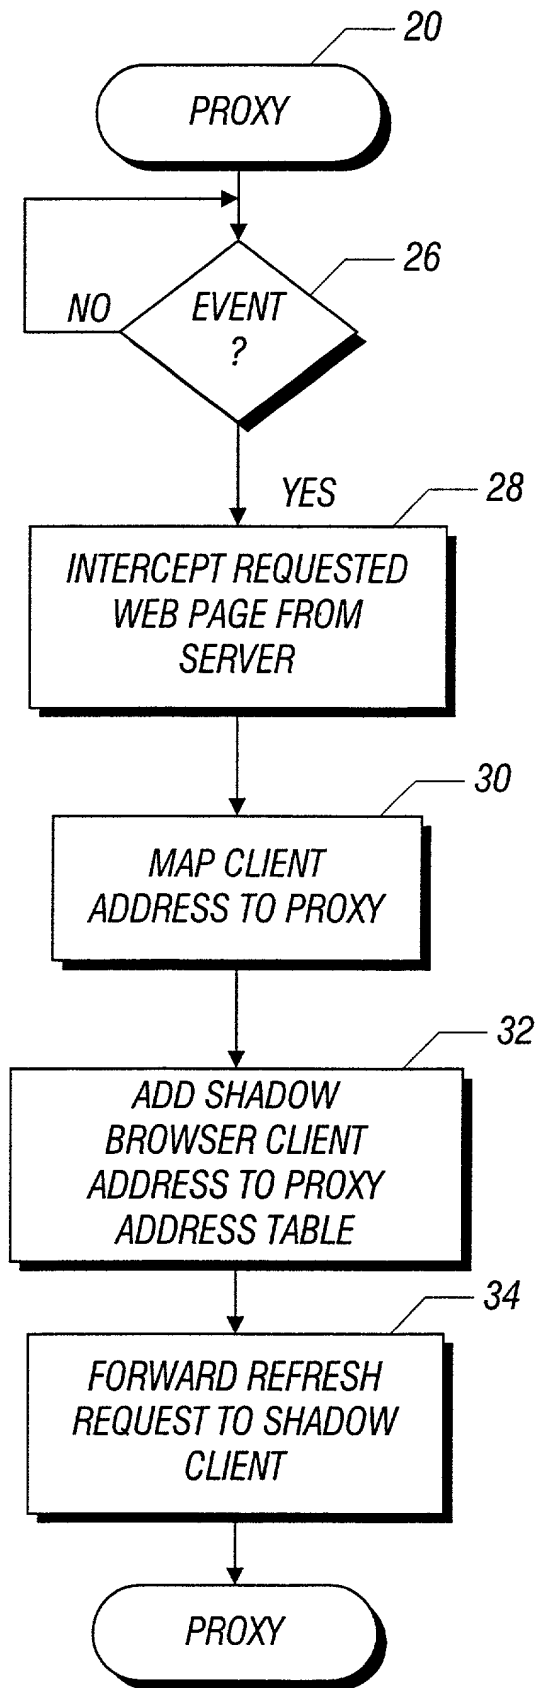 20
PROXY
26
EVENT
?
NO
YES
28
INTERCEPT REQUESTED
WEB PAGE FROM
SERVER
30
MAP CLIENT
ADDRESS TO PROXY
32
ADD SHADOW
BROWSER CLIENT
ADDRESS TO PROXY
ADDRESS TABLE
34
FORWARD REFRESH
REQUEST TO SHADOW
CLIENT
PROXY